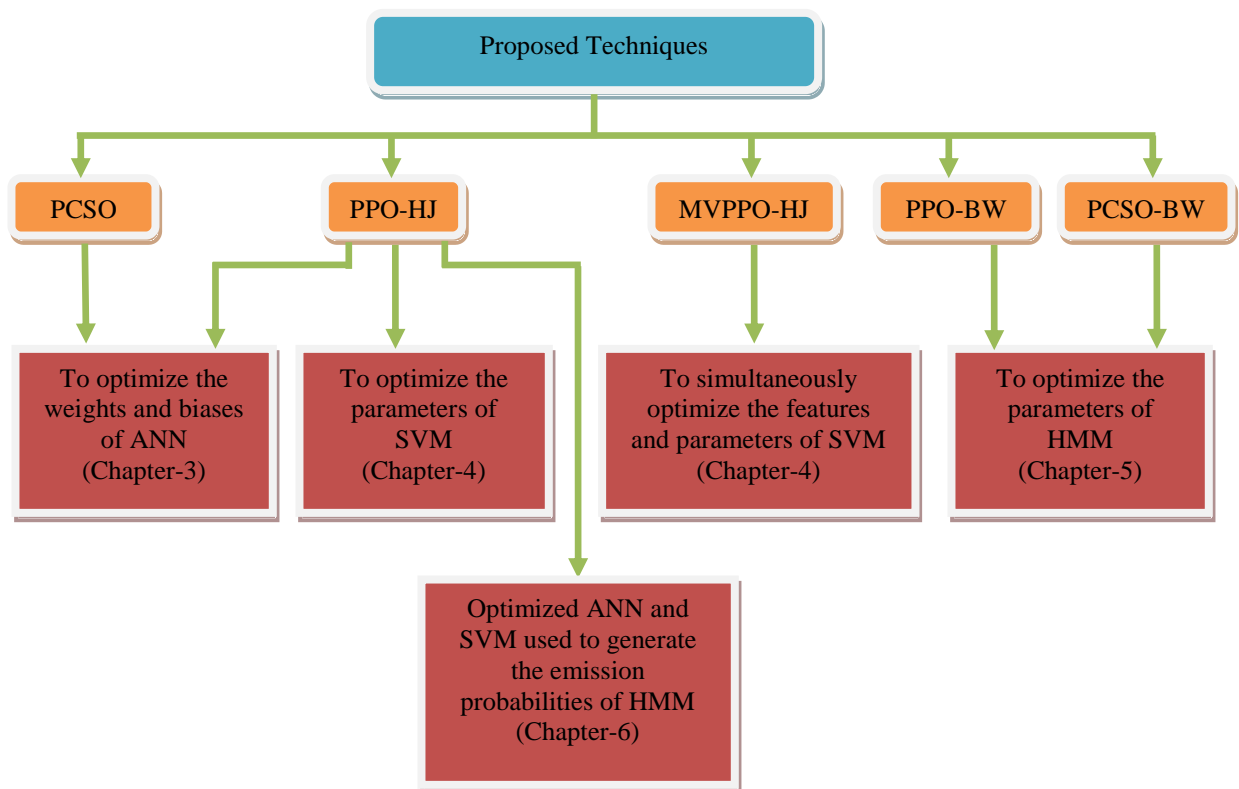 Proposed Techniques
PCSO
PPO-HJ
MVPPO-HJ
PPO-BW
PCSO-BW
To optimize the
weights and biases
of ANN
(Chapter-3)
To optimize the
parameters of
SVM
(Chapter-4)
To simultaneously
optimize the features
and parameters of SVM
(Chapter-4)
To optimize the
parameters of
HMM
(Chapter-5)
Optimized ANN and
SVM used to generate
the emission
probabilities of HMM
(Chapter-6)